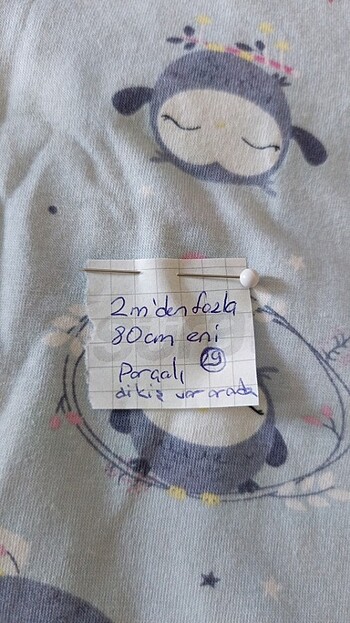 2m'den fazla
80cm eni
19
Parçalı
dikiş var arada